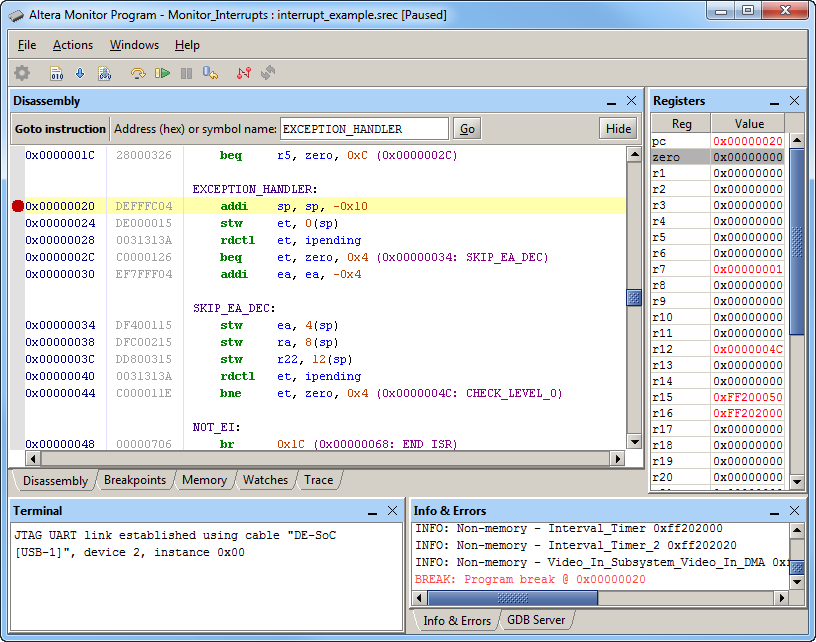 Altera Monitor Program - Monitor_Interrupts : interrupt_example.srec [Paused]
File Actions Windows Help
Disassembly
Goto instruction Address (hex) or symbol name: EXCEPTION_HANDLER Go Hide
0x0000001C 28000326 beq r5, zero, 0xC (0x0000002C)
EXCEPTION_HANDLER:
0x00000020 DEFFFC04 addi sp, sp, -0x10
0x00000024 DE000015 stw et, 0(sp)
0x00000028 0031313A rdctl et, ipending
0x0000002C C0000126 beq et, zero, 0x4 (0x00000034: SKIP_EA_DEC)
0x00000030 EF7FFF04 addi ea, ea, -0x4
SKIP_EA_DEC:
0x00000034 DF400115 stw ea, 4(sp)
0x00000038 DFC00215 stw ra, 8(sp)
0x0000003C DD800315 stw r22, 12(sp)
0x00000040 0031313A rdctl et, ipending
0x00000044 C000011E bne et, zero, 0x4 (0x0000004C: CHECK_LEVEL_0)
NOT_EI:
0x00000048 00000706 br 0x1C (0x00000068: END_ISR)
Disassembly Breakpoints Memory Watches Trace
Registers
Reg Value
pc 0x00000020
zero 0x00000000
r1 0x00000000
r2 0x00000000
r3 0x00000000
r4 0x00000000
r5 0x00000000
r6 0x00000000
r7 0x00000001
r8 0x00000000
r9 0x00000000
r10 0x00000000
r11 0x00000000
r12 0x0000004C
r13 0x00000000
r14 0x00000000
r15 0xFF200050
r16 0xFF202000
r17 0x00000000
r18 0x00000000
r19 0x00000000
r20 0x00000000
Terminal
JTAG UART link established using cable "DE-SoC
[USB-1]", device 2, instance 0x00
Info & Errors
INFO: Non-memory - Interval_Timer 0xff202000
INFO: Non-memory - Interval_Timer_2 0xff202020
INFO: Non-memory - Video_In_Subsystem_Video_In_DMA 0xf
BREAK: Program break @ 0x00000020
Info & Errors GDB Server